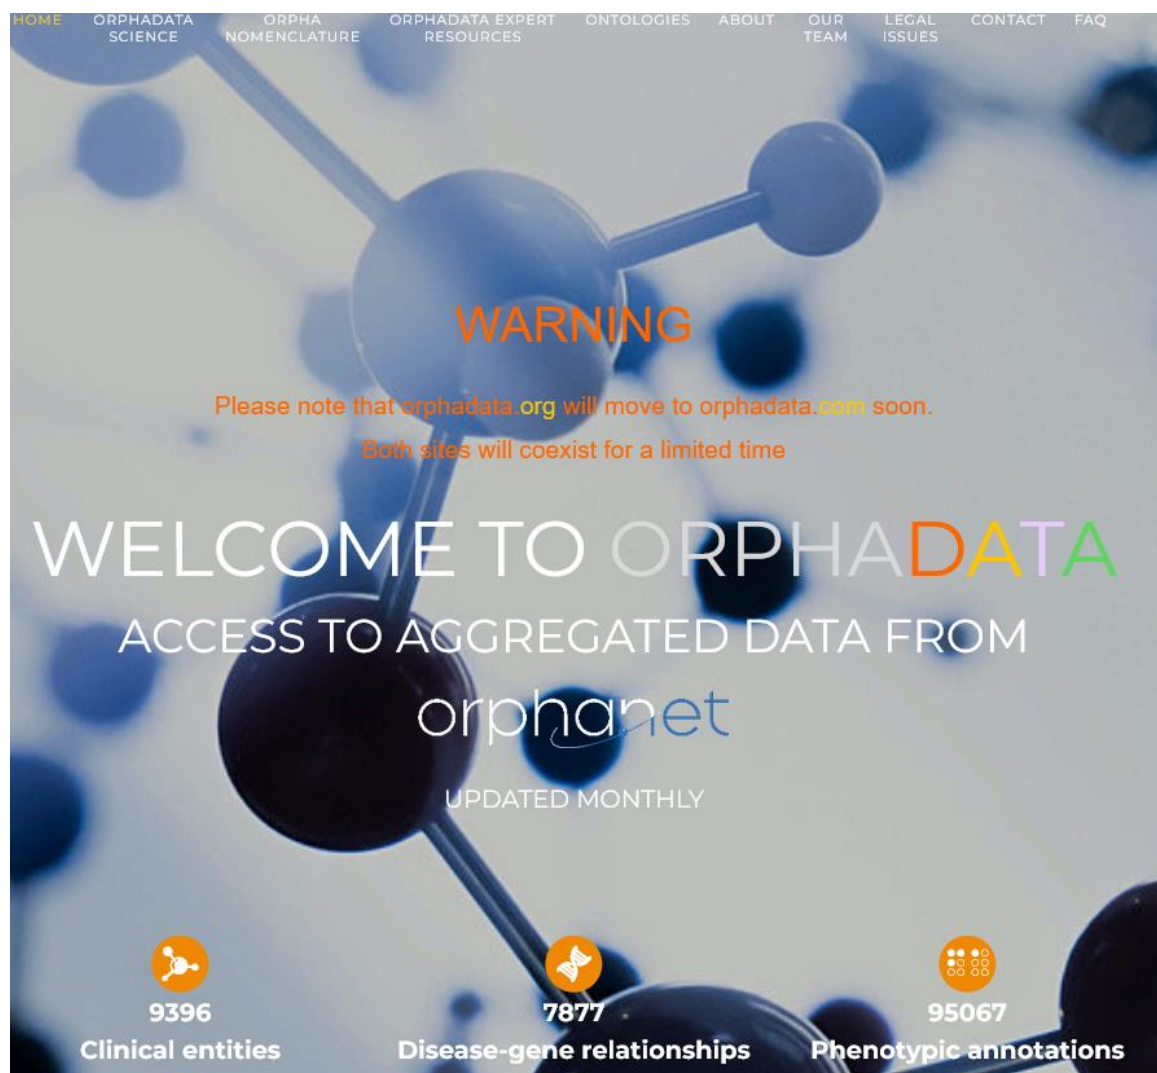 HOME
ORPHADATA
SCIENCE
ORPHA
NOMENCLATURE
ORPHADATA EXPERT
RESOURCES
ONTOLOGIES
ABOUT
OUR
TEAM
LEGAL
ISSUES
CONTACT
FAQ
WARNING
Please note that orphadata.org will move to orphadata.com soon.
Both sites will coexist for a limited time
WELCOME TO ORPHADATA
ACCESS TO AGGREGATED DATA FROM
orphanet
UPDATED MONTHLY
9396
Clinical entities
7877
Disease-gene relationships
95067
Phenotypic annotations